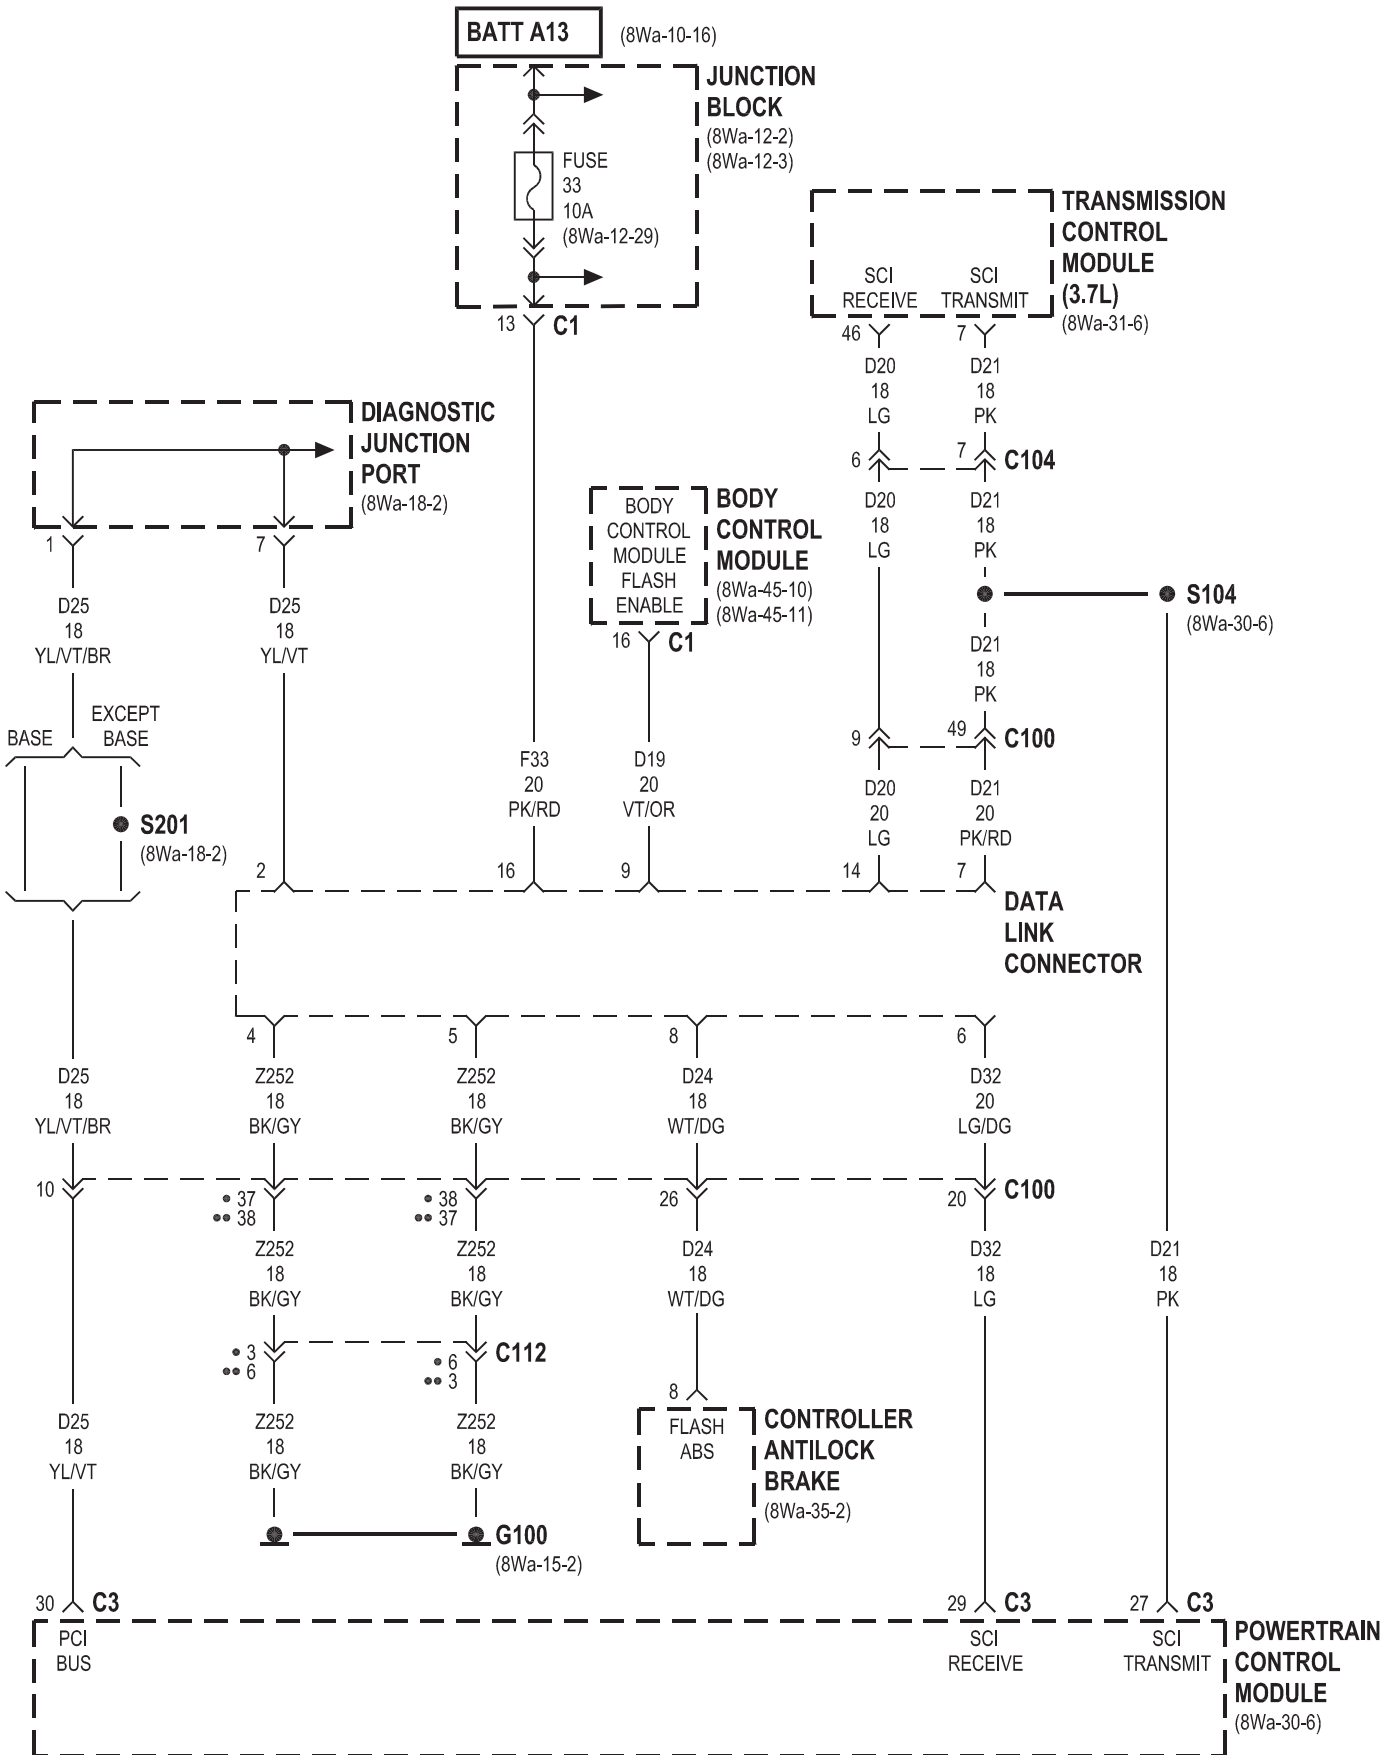 BATT A13
(8Wa-10-16)
JUNCTION
BLOCK
(8Wa-12-2)
(8Wa-12-3)
FUSE
33
10A
(8Wa-12-29)
13
C1
TRANSMISSION
CONTROL
MODULE
(3.7L)
(8Wa-31-6)
SCI
RECEIVE
SCI
TRANSMIT
46
7
D20
18
LG
D21
18
PK
6
7
C104
D20
18
LG
D21
18
PK
S104
(8Wa-30-6)
D21
18
PK
9
49
C100
D20
20
LG
D21
20
PK/RD
DIAGNOSTIC
JUNCTION
PORT
(8Wa-18-2)
1
7
D25
18
YL/VT/BR
D25
18
YL/VT
BASE
EXCEPT
BASE
S201
(8Wa-18-2)
BODY
CONTROL
MODULE
FLASH
ENABLE
BODY
CONTROL
MODULE
(8Wa-45-10)
(8Wa-45-11)
16
C1
F33
20
PK/RD
D19
20
VT/OR
2
16
9
14
7
DATA
LINK
CONNECTOR
4
5
8
6
D25
18
YL/VT/BR
Z252
18
BK/GY
Z252
18
BK/GY
D24
18
WT/DG
D32
20
LG/DG
10
• 37
•• 38
• 38
•• 37
26
20
C100
Z252
18
BK/GY
Z252
18
BK/GY
D24
18
WT/DG
D32
18
LG
D21
18
PK
• 3
•• 6
• 6
•• 3
C112
8
FLASH
ABS
CONTROLLER
ANTILOCK
BRAKE
(8Wa-35-2)
D25
18
YL/VT
Z252
18
BK/GY
Z252
18
BK/GY
G100
(8Wa-15-2)
30
C3
29
C3
27
C3
PCI
BUS
SCI
RECEIVE
SCI
TRANSMIT
POWERTRAIN
CONTROL
MODULE
(8Wa-30-6)